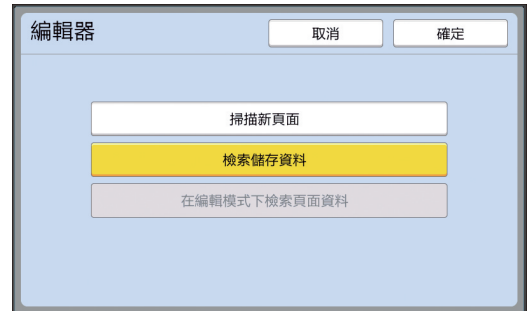 編輯器
取消
確定
掃描新頁面
檢索儲存資料
在編輯模式下檢索頁面資料